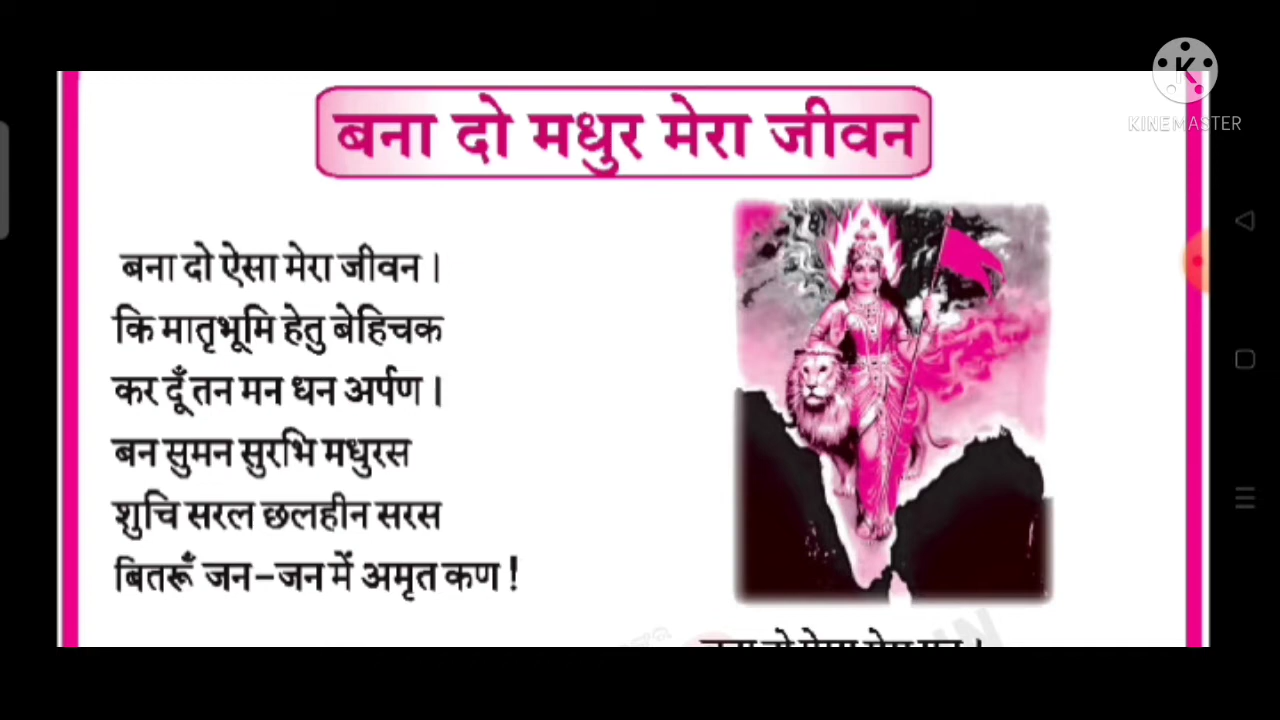 KINEMASTER
बना दो मधुर मेरा जीवन
बना दो ऐसा मेरा जीवन ।
कि मातृभूमि हेतु बेहिचक
कर दूँ तन मन धन अर्पण ।
बन सुमन सुरभि मधुरस
शुचि सरल छलहीन सरस
बितरूँ जन-जन में अमृत कण !